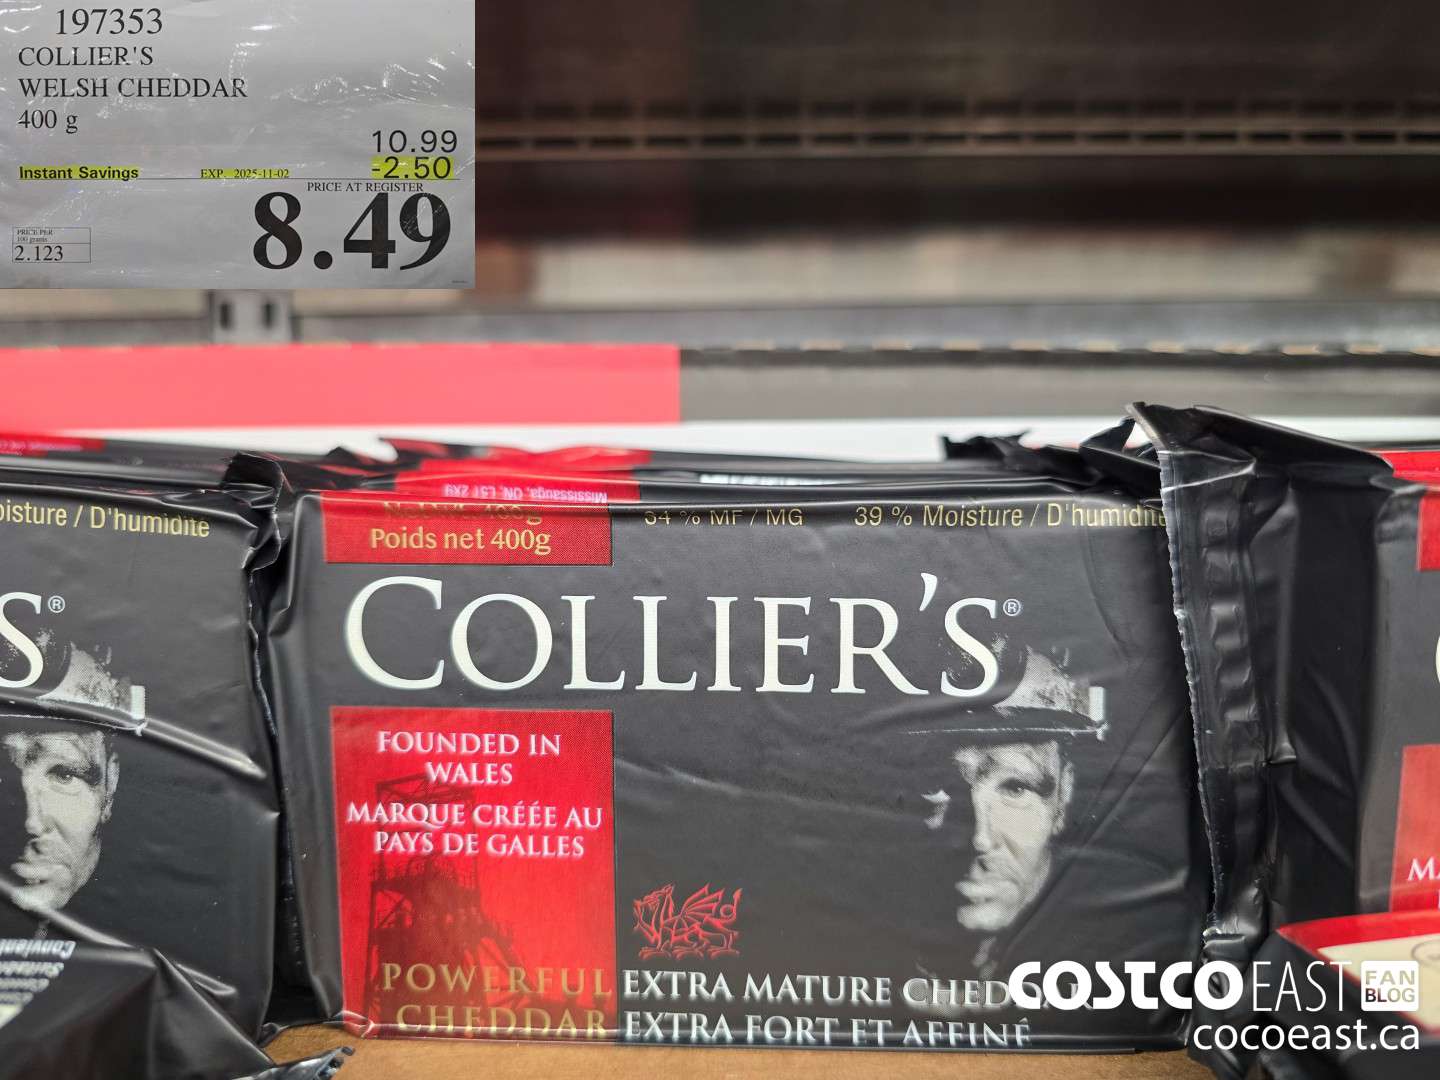 197353
COLLIER'S
WELSH CHEDDAR
400 g
10.99
Instant Savings EXP. 2025-11-02 -2.50
PRICE AT REGISTER
8.49
PRICE PER
100 grams
2.123
oisture / D'humidité
S®
Mississauga, ON, L5T 2X9
400g
Poids net 400g
34 % MF / MG
39 % Moisture / D'humidité
COLLIER'S®
FOUNDED IN
WALES
MARQUE CRÉÉE AU
PAYS DE GALLES
POWERFUL
CHEDDAR
EXTRA MATURE CHEDDAR
EXTRA FORT ET AFFINÉ
COSTCO EAST FAN
BLOG
cocoeast.ca